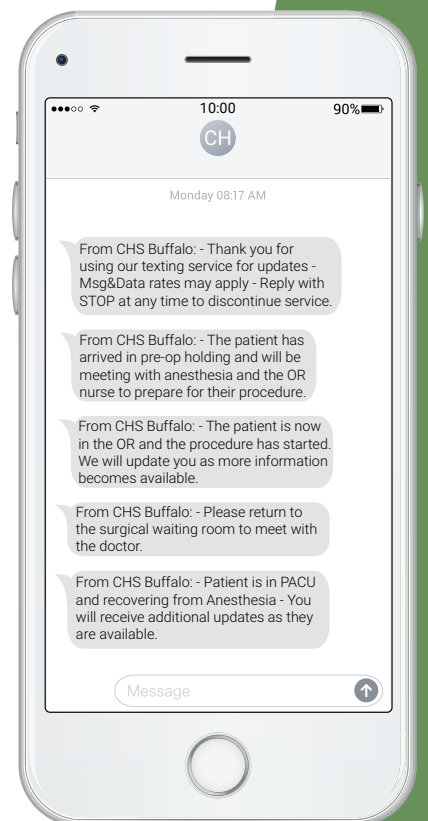 10:00
90%
CH
Monday 08:17 AM
From CHS Buffalo: - Thank you for
using our texting service for updates -
Msg&Data rates may apply - Reply with
STOP at any time to discontinue service.
From CHS Buffalo: - The patient has
arrived in pre-op holding and will be
meeting with anesthesia and the OR
nurse to prepare for their procedure.
From CHS Buffalo: - The patient is now
in the OR and the procedure has started.
We will update you as more information
becomes available.
From CHS Buffalo: - Please return to
the surgical waiting room to meet with
the doctor.
From CHS Buffalo: - Patient is in PACU
and recovering from Anesthesia - You
will receive additional updates as they
are available.
Message